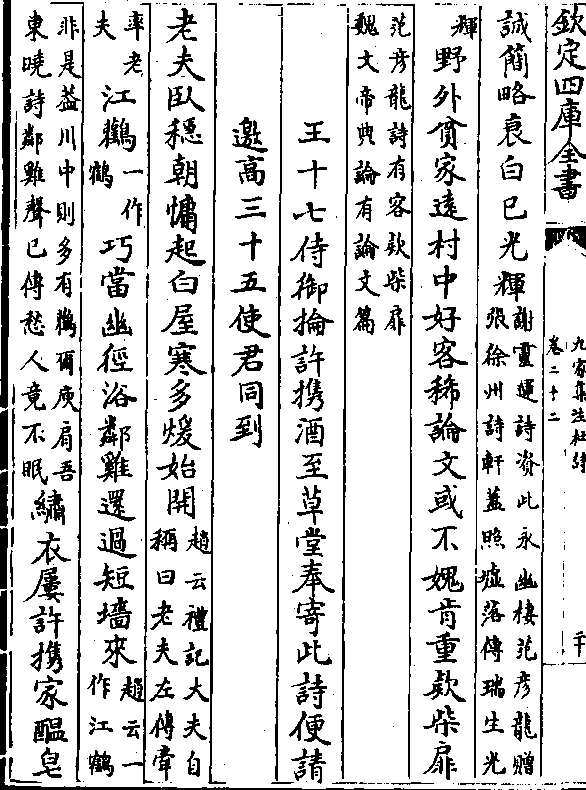 欽定四庫全書
九家集註杜詩
卷二十二
誠簡略衰白已光輝
謝靈運詩資此永幽棲范彦龍贈
張徐州詩軒蓋照墟落傳瑞生光
輝
野外貧家逺村中好客稀論文或不媿肯重欵柴扉
范彦龍詩有客欵柴扉
魏文帝典論有論文篇
王十七侍御掄許携酒至草堂奉寄此詩便請
邀高三十五使君同到
老夫臥穩朝慵起白屋寒多煖始開
趙云禮記大夫自
稱曰老夫左傳韋
率老
夫
江鸛
一作
鶴
巧當幽徑浴鄰雞還過短墻來
趙云一
作江鶴
非是葢川中則多有鸛爾庾肩吾
東曉詩鄰雞聲已傳愁人竟不眠
繡衣屢許携家醖皂